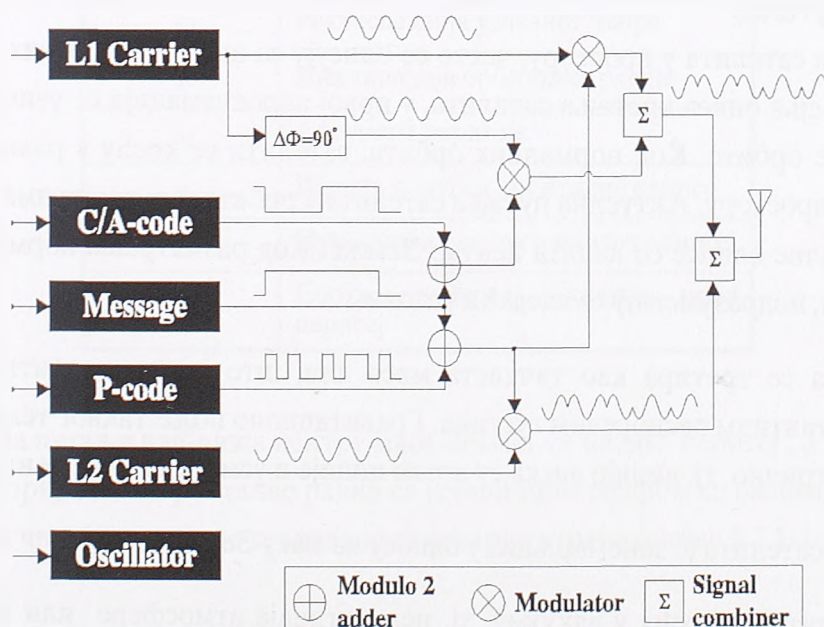 L1 Carrier
ΔΦ=90°
Σ
C/A-code
Σ
Message
P-code
L2 Carrier
Oscillator
Modulo 2
adder
Modulator
Σ
Signal
combiner